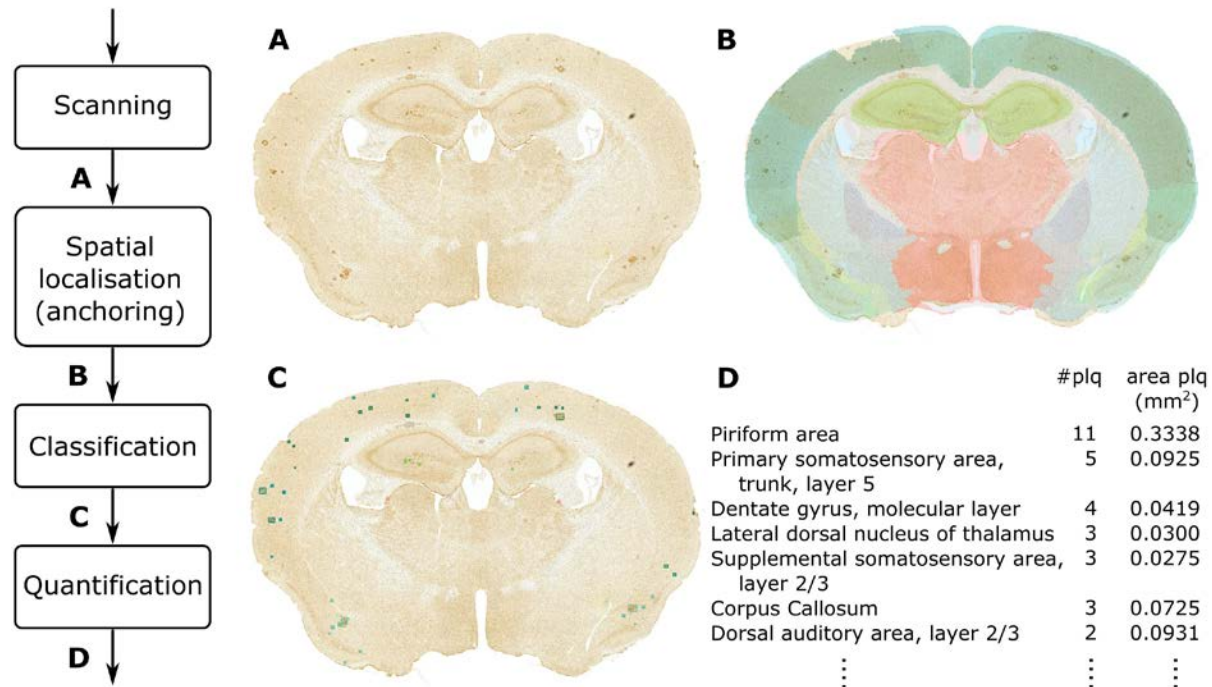 Scanning
A
Spatial
localisation
(anchoring)
B
Classification
C
Quantification
D
A
B
C
D
#plq area plq
(mm²)
Piriform area 11 0.3338
Primary somatosensory area, 5 0.0925
trunk, layer 5
Dentate gyrus, molecular layer 4 0.0419
Lateral dorsal nucleus of thalamus 3 0.0300
Supplemental somatosensory area, 3 0.0275
layer 2/3
Corpus Callosum 3 0.0725
Dorsal auditory area, layer 2/3 2 0.0931
⋮ ⋮ ⋮